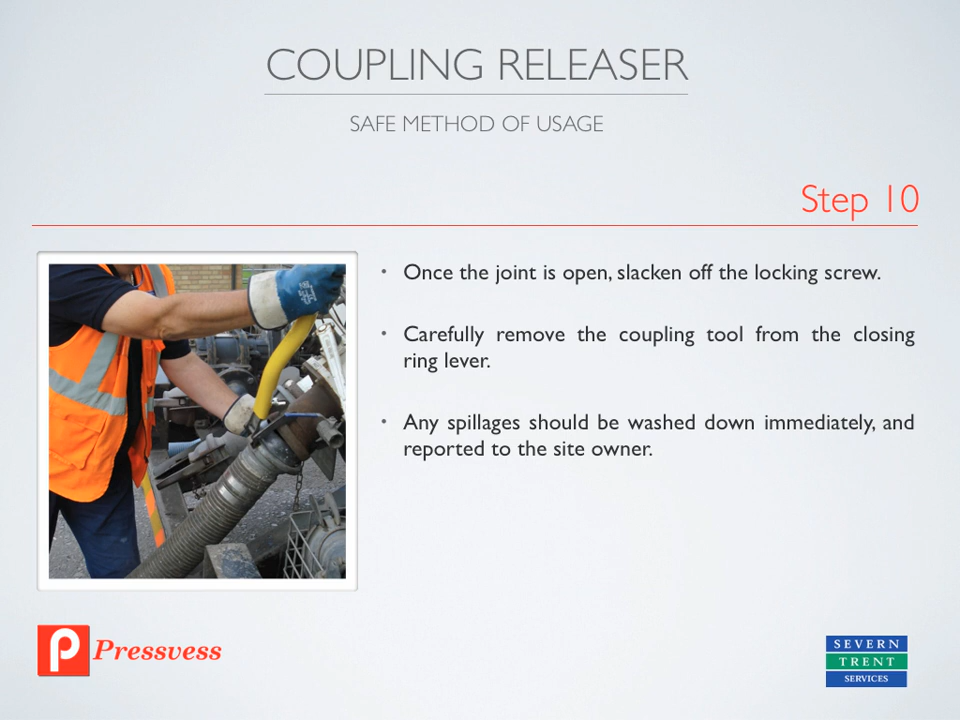 COUPLING RELEASER
SAFE METHOD OF USAGE
Step 10
• Once the joint is open, slacken off the locking screw.
• Carefully remove the coupling tool from the closing
ring lever.
• Any spillages should be washed down immediately, and
reported to the site owner.
Pressvess
SEVERN
TRENT
SERVICES